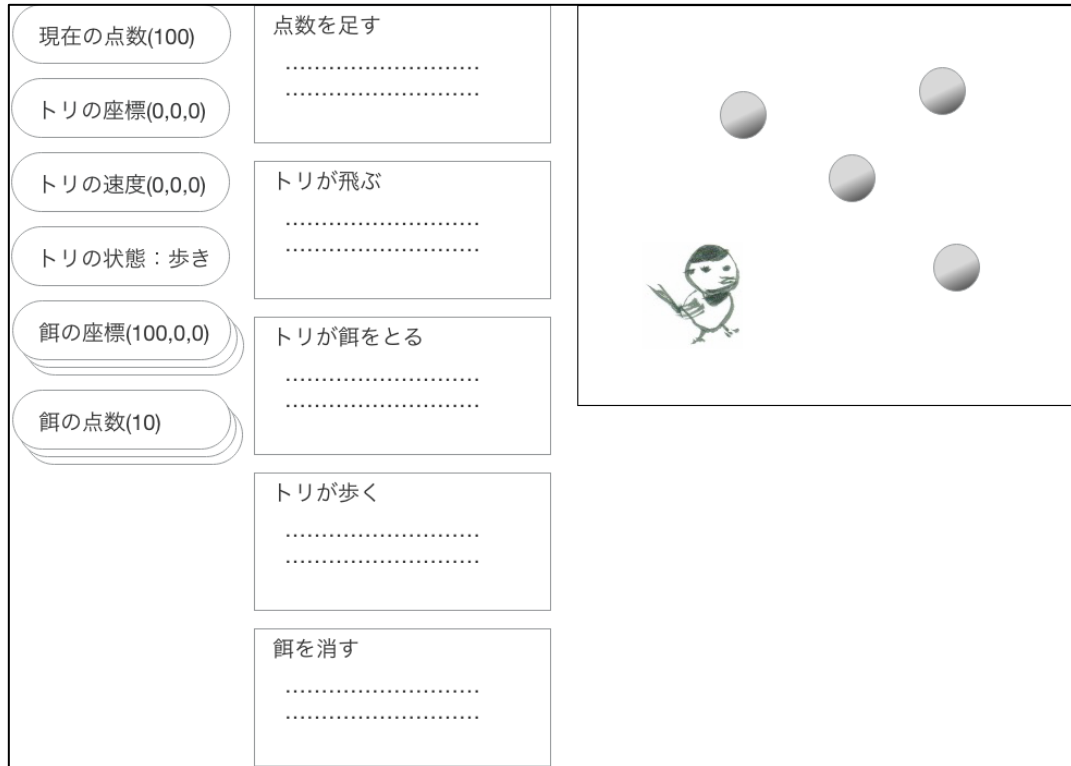 現在の点数(100)
トリの座標(0,0,0)
トリの速度(0,0,0)
トリの状態：歩き
餌の座標(100,0,0)
餌の点数(10)
点数を足す
………………………
………………………
トリが飛ぶ
………………………
………………………
トリが餌をとる
………………………
………………………
トリが歩く
………………………
………………………
餌を消す
………………………
………………………